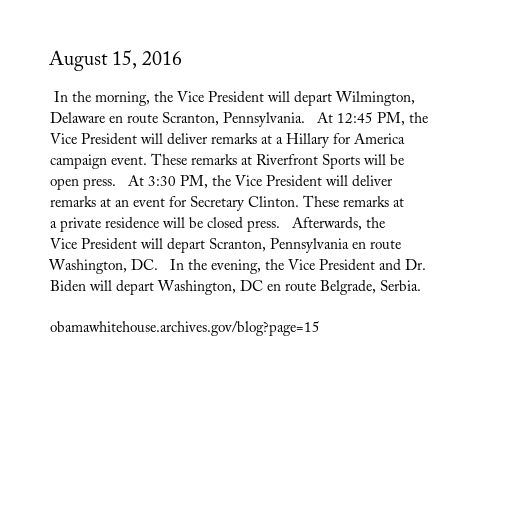 August 15, 2016
In the morning, the Vice President will depart Wilmington,
Delaware en route Scranton, Pennsylvania.   At 12:45 PM, the
Vice President will deliver remarks at a Hillary for America
campaign event. These remarks at Riverfront Sports will be
open press.   At 3:30 PM, the Vice President will deliver
remarks at an event for Secretary Clinton. These remarks at
a private residence will be closed press.   Afterwards, the
Vice President will depart Scranton, Pennsylvania en route
Washington, DC.   In the evening, the Vice President and Dr.
Biden will depart Washington, DC en route Belgrade, Serbia.
obamawhitehouse.archives.gov/blog?page=15